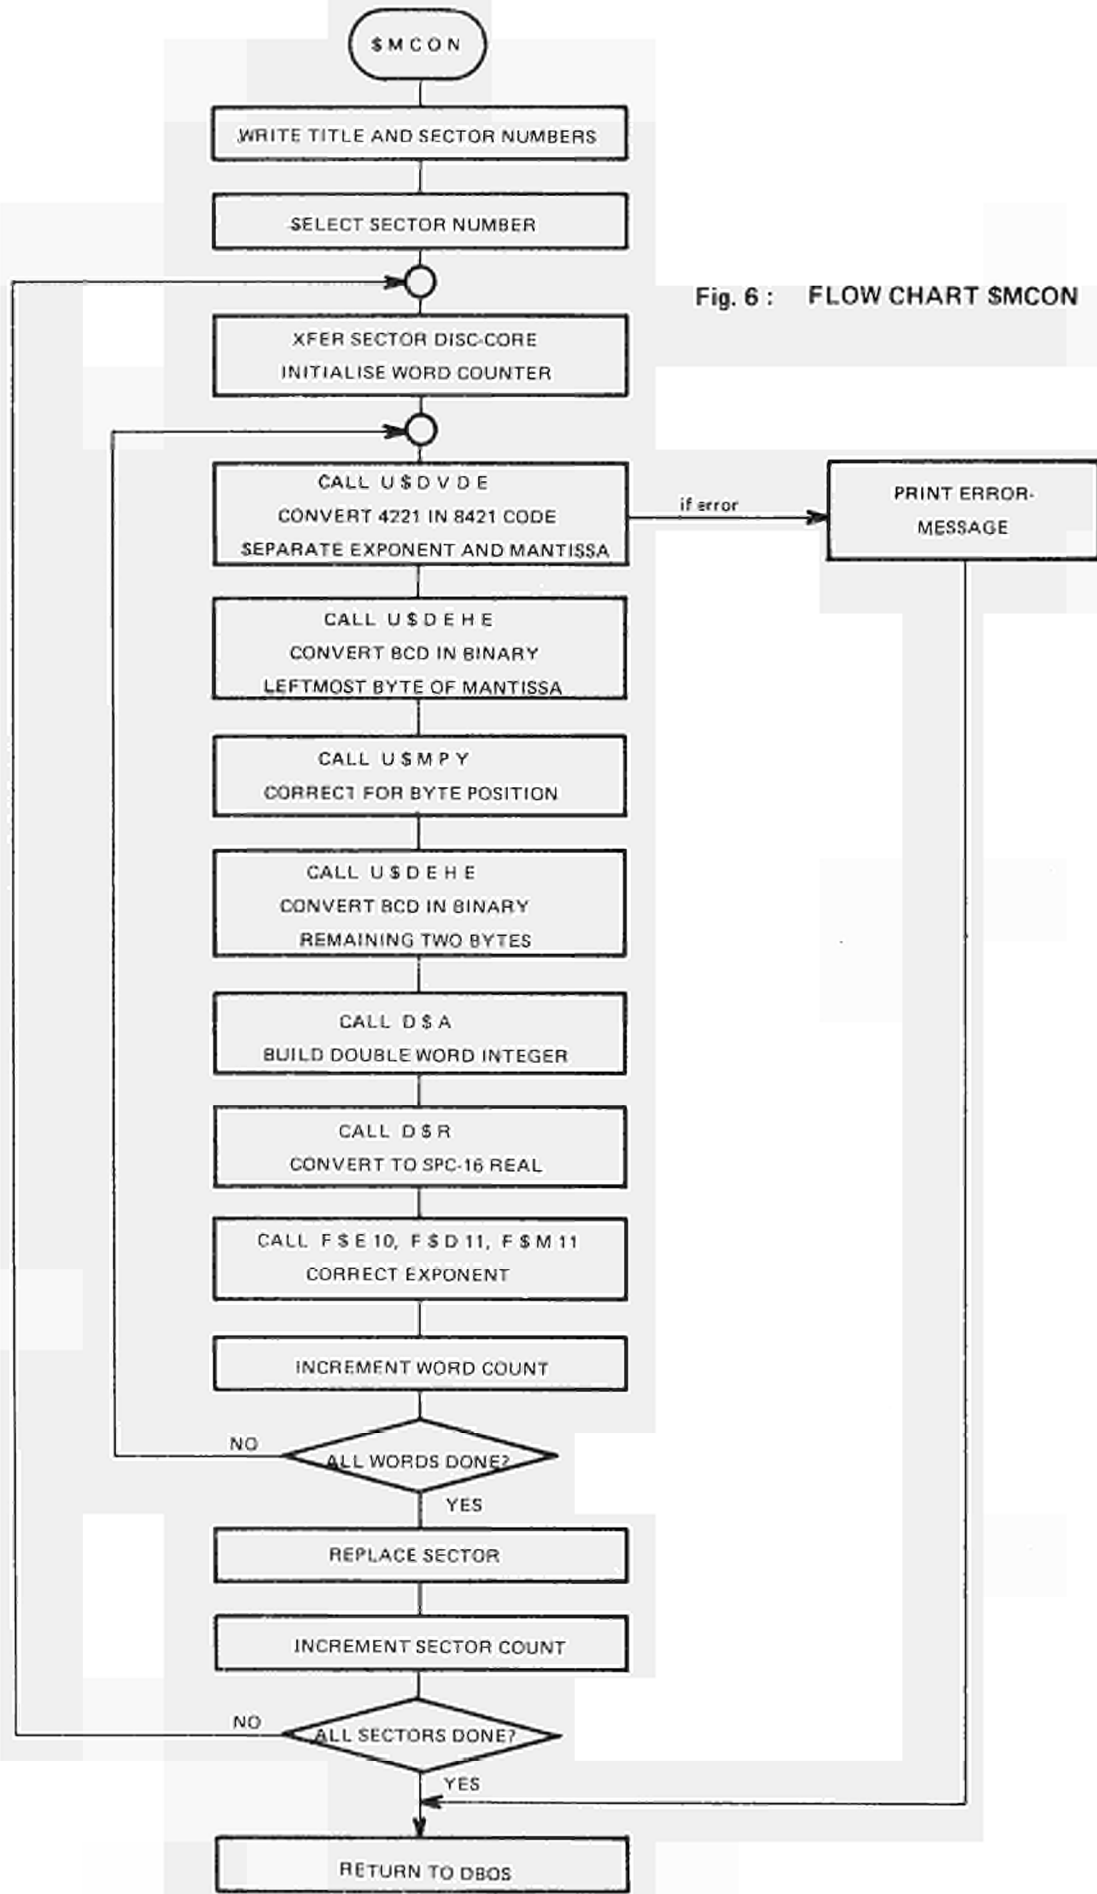 $MCON
WRITE TITLE AND SECTOR NUMBERS
SELECT SECTOR NUMBER
Fig. 6 : FLOW CHART $MCON
XFER SECTOR DISC-CORE
INITIALISE WORD COUNTER
CALL U$DVDE
CONVERT 4221 IN 8421 CODE
SEPARATE EXPONENT AND MANTISSA
if error
PRINT ERROR-
MESSAGE
CALL U$DEHE
CONVERT BCD IN BINARY
LEFTMOST BYTE OF MANTISSA
CALL U$MPY
CORRECT FOR BYTE POSITION
CALL U$DEHE
CONVERT BCD IN BINARY
REMAINING TWO BYTES
CALL D$A
BUILD DOUBLE WORD INTEGER
CALL D$R
CONVERT TO SPC-16 REAL
CALL F$E10, F$D11, F$M11
CORRECT EXPONENT
INCREMENT WORD COUNT
NO
ALL WORDS DONE?
YES
REPLACE SECTOR
INCREMENT SECTOR COUNT
NO
ALL SECTORS DONE?
YES
RETURN TO DBOS